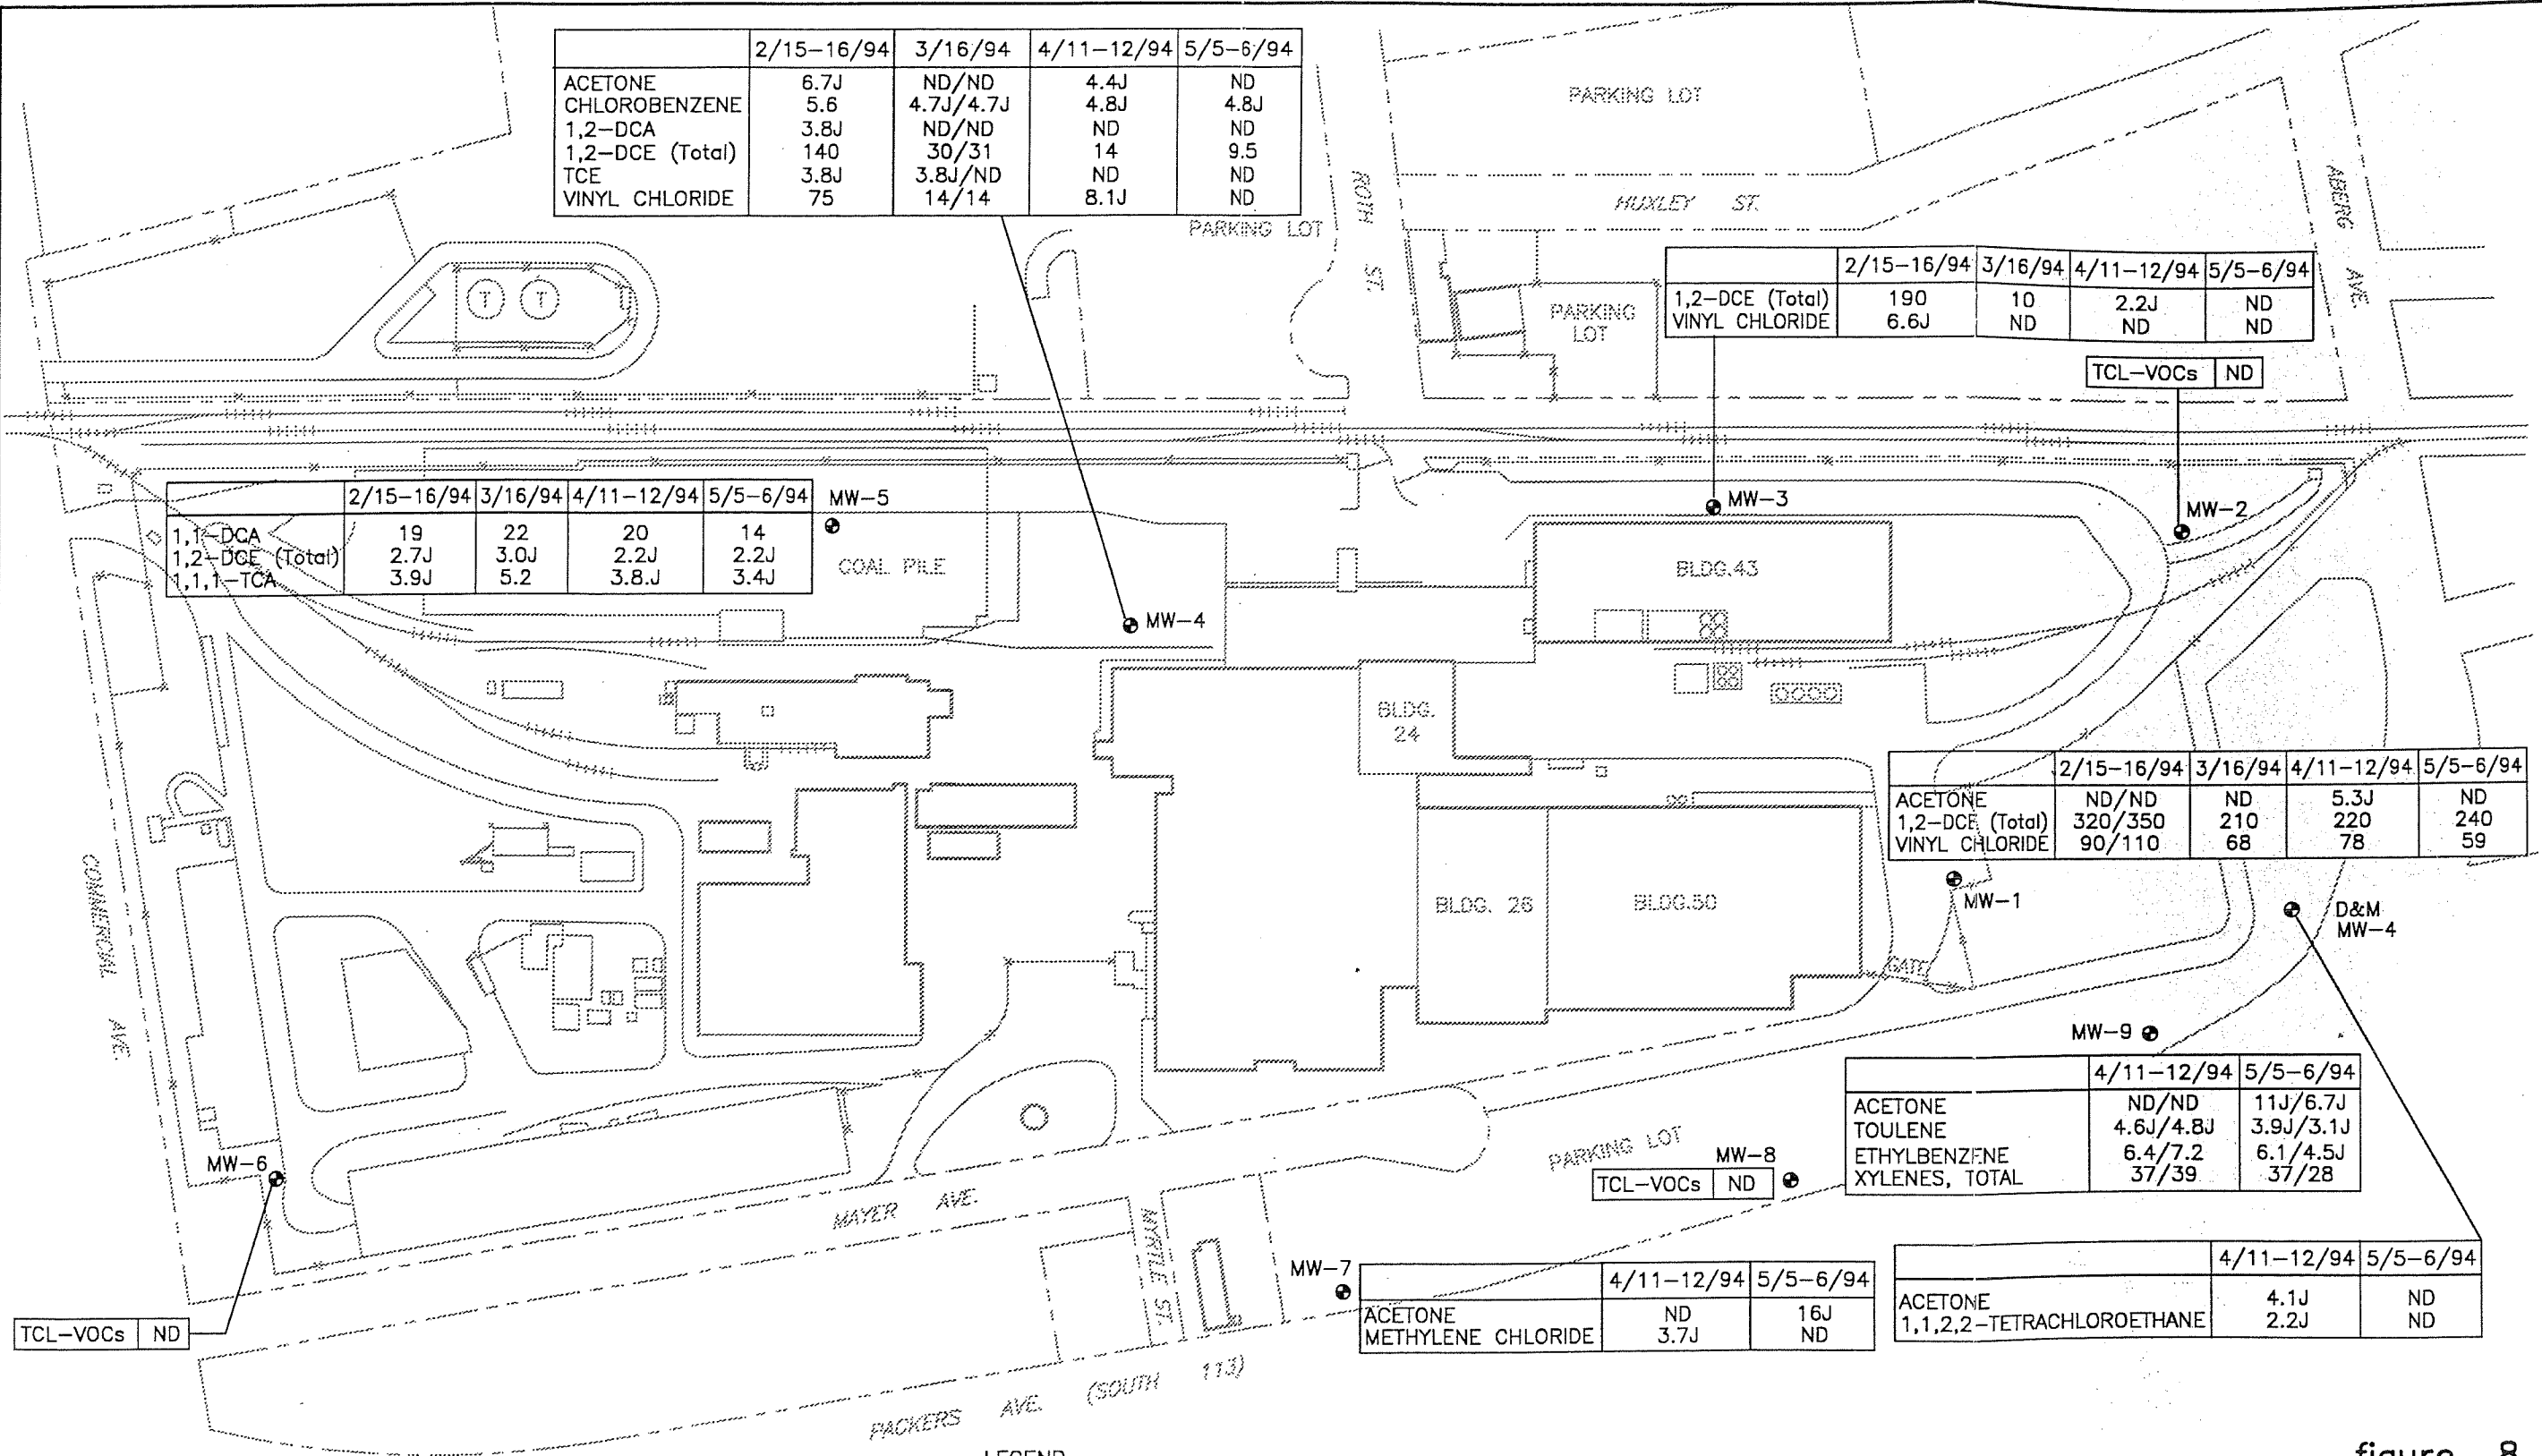 2/15-16/94 3/16/94 4/11-12/94 5/5-6/94
ACETONE 6.7J ND/ND 4.4J ND
CHLOROBENZENE 5.6 4.7J/4.7J 4.8J 4.8J
1,2-DCA 3.8J ND/ND ND ND
1,2-DCE (Total) 140 30/31 14 9.5
TCE 3.8J 3.8J/ND ND ND
VINYL CHLORIDE 75 14/14 8.1J ND
PARKING LOT
PARKING LOT
ROTH ST.
HUXLEY ST.
ABERG AVE.
PARKING
LOT
T T
2/15-16/94 3/16/94 4/11-12/94 5/5-6/94
1,2-DCE (Total) 190 10 2.2J ND
VINYL CHLORIDE 6.6J ND ND ND
TCL-VOCs ND
2/15-16/94 3/16/94 4/11-12/94 5/5-6/94
1,1-DCA 19 22 20 14
1,2-DCE (Total) 2.7J 3.0J 2.2J 2.2J
1,1,1-TCA 3.9J 5.2 3.8.J 3.4J
MW-5
COAL PILE
MW-4
MW-3
MW-2
BLDG.43
BLDG.
24
2/15-16/94 3/16/94 4/11-12/94 5/5-6/94
ACETONE ND/ND ND 5.3J ND
1,2-DCE (Total) 320/350 210 220 240
VINYL CHLORIDE 90/110 68 78 59
COMMERCIAL AVE.
BLDG. 26
BLDG.50
MW-1
GATE
D&M
MW-4
MW-9
4/11-12/94 5/5-6/94
ACETONE ND/ND 11J/6.7J
TOULENE 4.6J/4.8J 3.9J/3.1J
ETHYLBENZENE 6.4/7.2 6.1/4.5J
XYLENES, TOTAL 37/39 37/28
PARKING LOT
MW-8
TCL-VOCs ND
MW-6
TCL-VOCs ND
MAYER AVE.
MYRTLE ST.
MW-7
4/11-12/94 5/5-6/94
ACETONE ND 16J
METHYLENE CHLORIDE 3.7J ND
4/11-12/94 5/5-6/94
ACETONE 4.1J ND
1,1,2,2-TETRACHLOROETHANE 2.2J ND
PACKERS AVE. (SOUTH 113)
LEGEND
figure 8